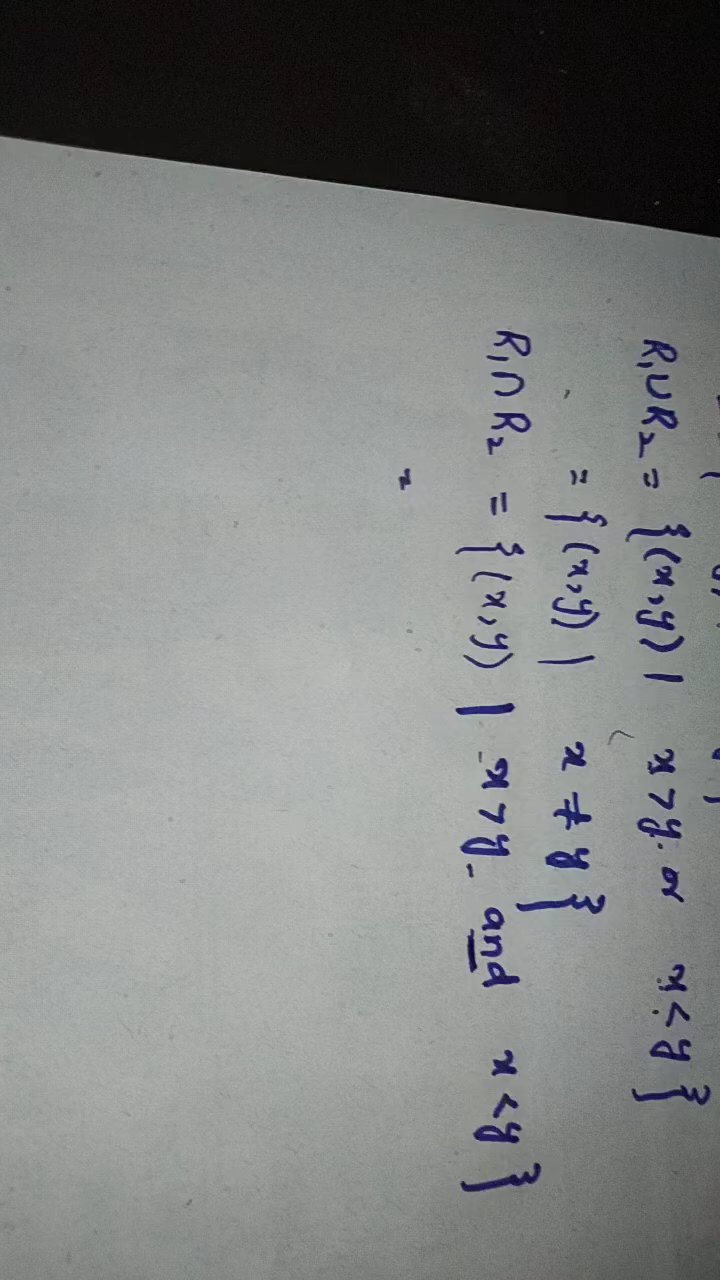 R₁∪R₂ = {(x,y) | x>y or x<y}
= {(x,y) | x ≠ y}
R₁∩R₂ = {(x,y) | x>y and x<y}
=